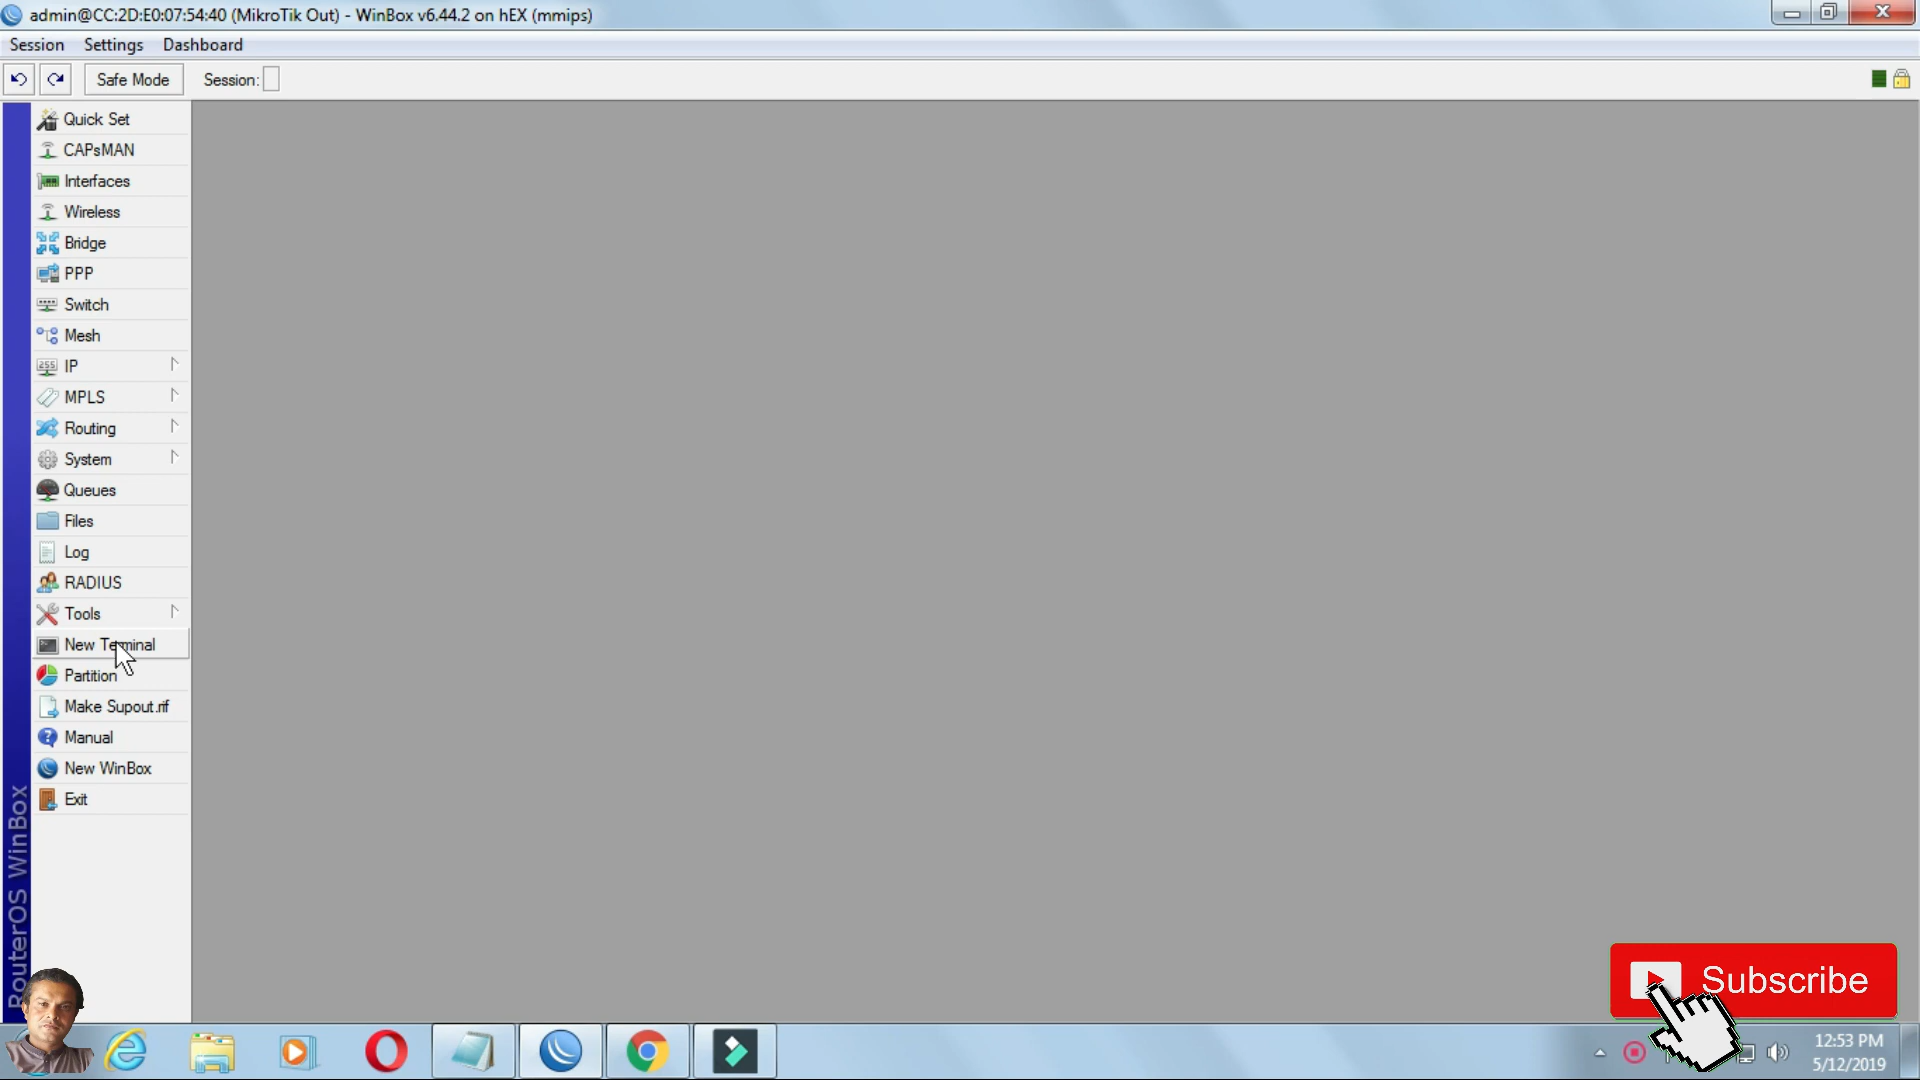 admin@CC:2D:E0:07:54:40 (MikroTik Out) - WinBox v6.44.2 on hEX (mmips)
Session Settings Dashboard
Safe Mode Session:
Quick Set
CAPsMAN
Interfaces
Wireless
Bridge
PPP
Switch
Mesh
255 IP
MPLS
Routing
System
Queues
Files
Log
RADIUS
Tools
New Terminal
Partition
Make Supout.rif
Manual
New WinBox
Exit
RouterOS WinBox
Subscribe
12:53 PM
5/12/2019